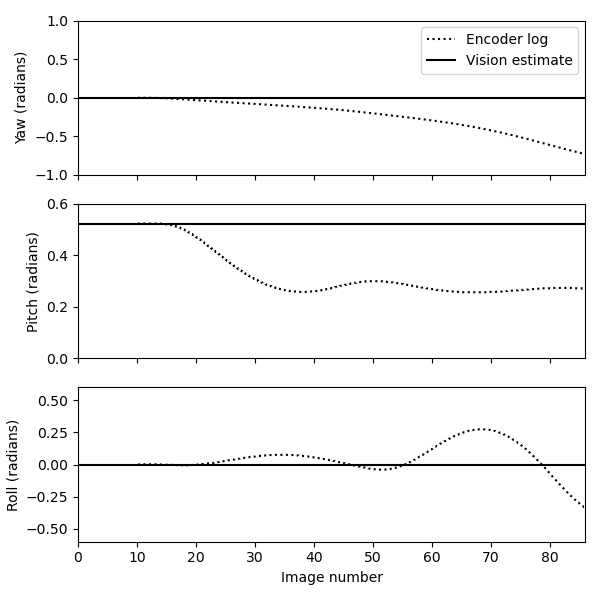 1.0
0.5
0.0
−0.5
−1.0
Yaw (radians)
Encoder log
Vision estimate
0.6
0.4
0.2
0.0
Pitch (radians)
0.50
0.25
0.00
−0.25
−0.50
Roll (radians)
0 10 20 30 40 50 60 70 80
Image number